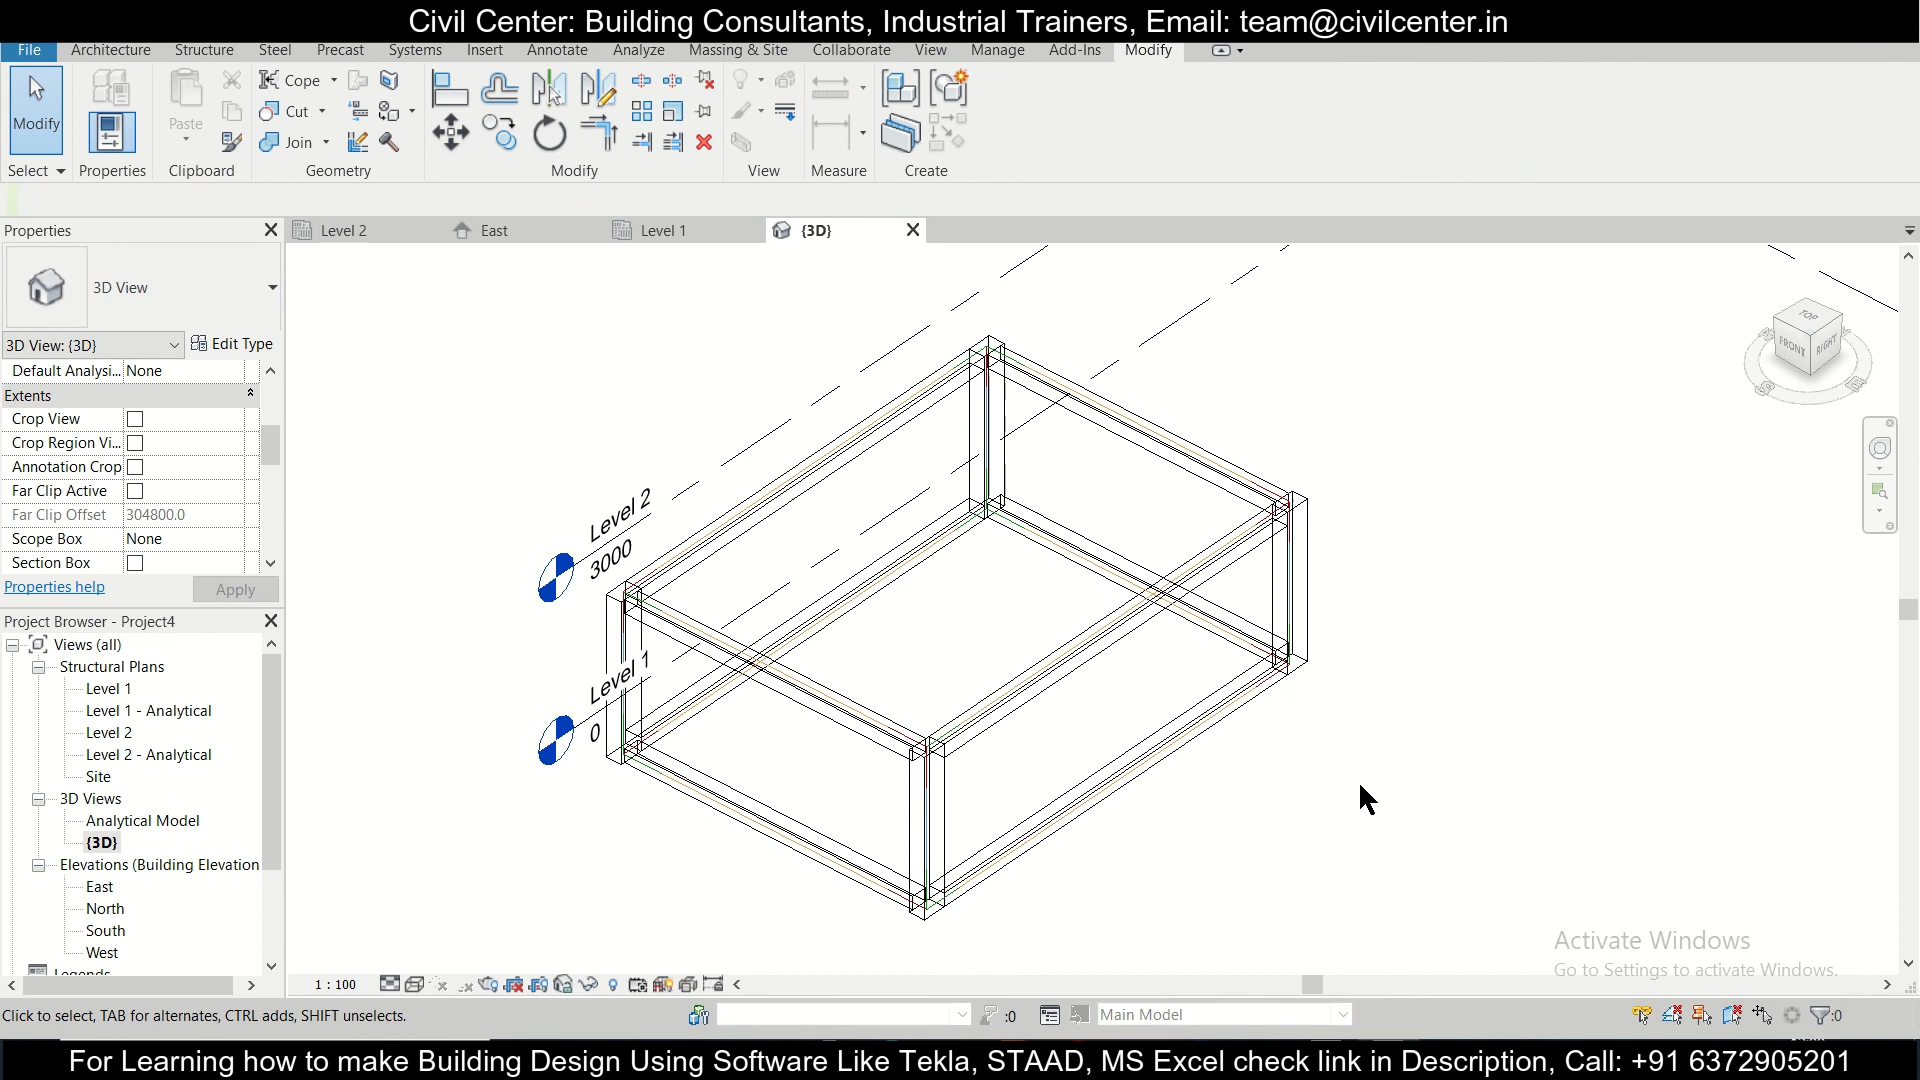 Civil Center: Building Consultants, Industrial Trainers, Email: team@civilcenter.in
File Architecture Structure Steel Precast Systems Insert Annotate Analyze Massing & Site Collaborate View Manage Add-Ins Modify
Modify Paste Cope
Cut
Join
Select Properties Clipboard Geometry Modify View Measure Create
Properties
Level 2 East Level 1 {3D}
3D View
3D View: {3D} Edit Type
Default Analysi... None
Extents
Crop View
Crop Region Vi...
Annotation Crop
Far Clip Active
Far Clip Offset 304800.0
Scope Box None
Section Box
Properties help Apply
Project Browser - Project4
Views (all)
Structural Plans
Level 1
Level 1 - Analytical
Level 2
Level 2 - Analytical
Site
3D Views
Analytical Model
{3D}
Elevations (Building Elevation
East
North
South
West
Level 2
3000
Level 1
0
TOP
FRONT RIGHT
Activate Windows
Go to Settings to activate Windows.
1 : 100
Click to select, TAB for alternates, CTRL adds, SHIFT unselects. :0 Main Model :0
For Learning how to make Building Design Using Software Like Tekla, STAAD, MS Excel check link in Description, Call: +91 6372905201